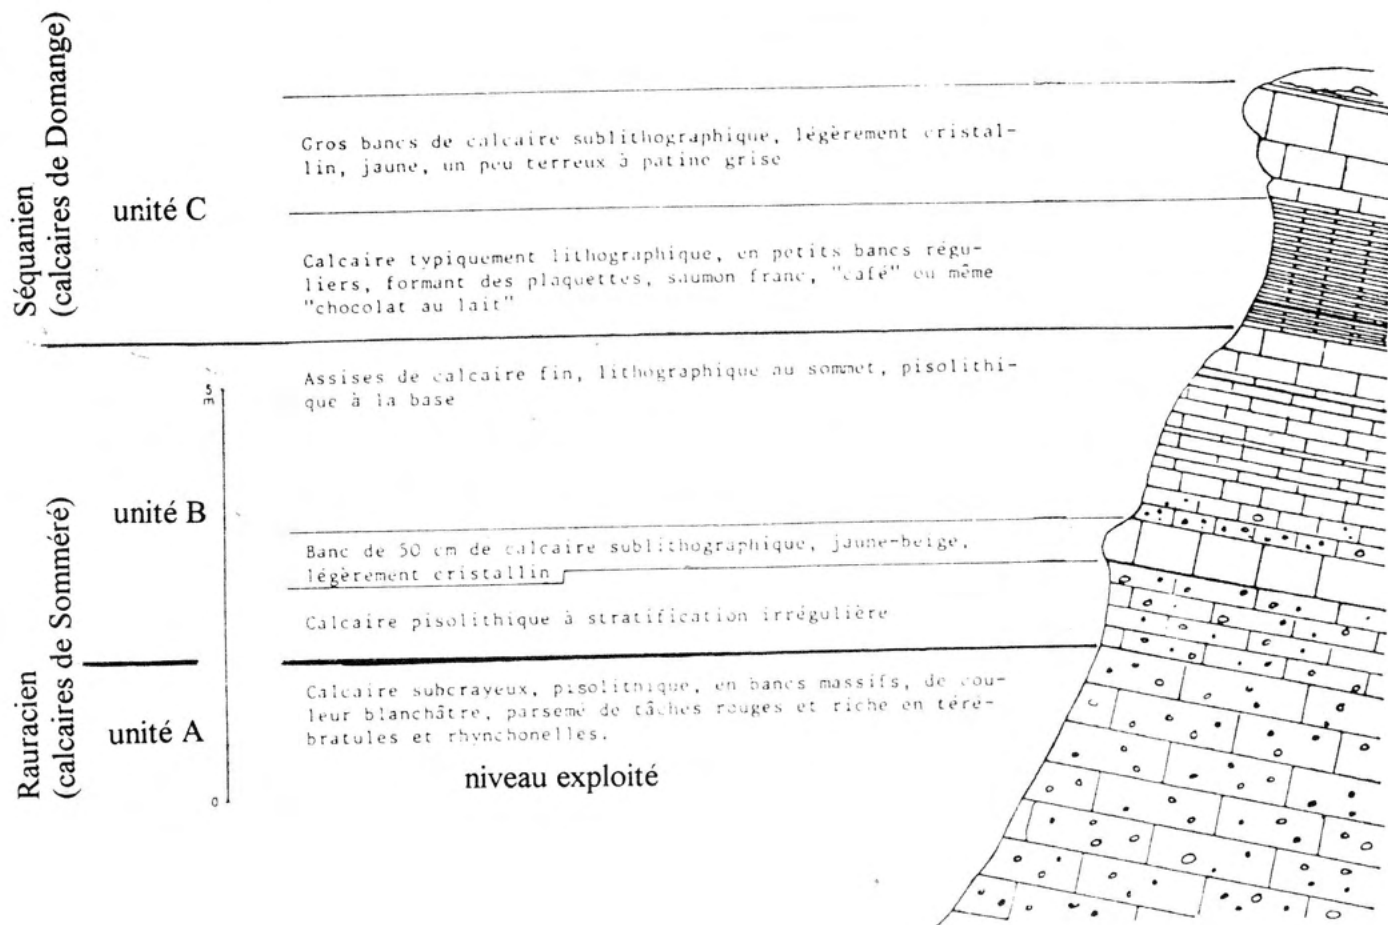 Séquanien
(calcaires de Domange)
unité C
Gros bancs de calcaire sublithographique, légèrement cristal-
lin, jaune, un peu terreux à patine grise
Calcaire typiquement lithographique, en petits bancs régu-
liers, formant des plaquettes, saumon franc, "café" ou même
"chocolat au lait"
Rauracien
(calcaires de Somméré)
5
m
0
unité B
Assises de calcaire fin, lithographique au sommet, pisolithi-
que à la base
Banc de 50 cm de calcaire sublithographique, jaune-beige,
légèrement cristallin
Calcaire pisolithique à stratification irrégulière
unité A
Calcaire subcrayeux, pisolithique, en bancs massifs, de cou-
leur blanchâtre, parsemé de tâches rouges et riche en téré-
bratules et rhynchonelles.
niveau exploité